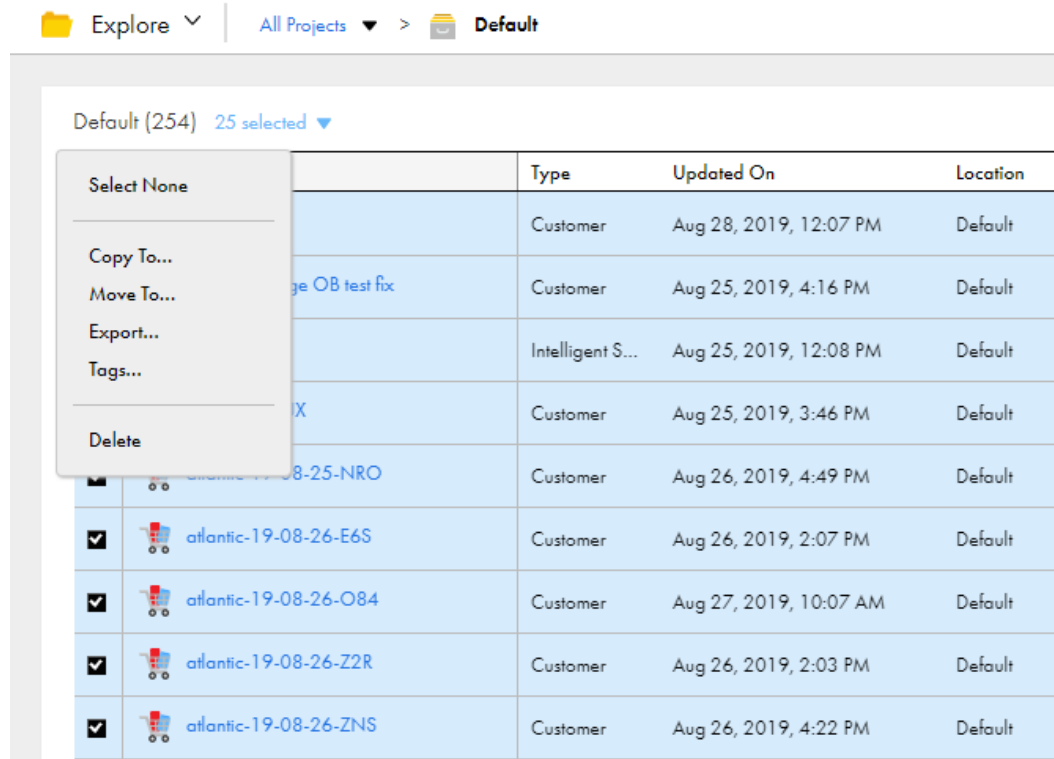 Explore All Projects > Default
Default (254) 25 selected
Select None
Copy To...
Move To...
Export...
Tags...
Delete
Type Updated On Location
Customer Aug 28, 2019, 12:07 PM Default
OB test fix Customer Aug 25, 2019, 4:16 PM Default
Intelligent S... Aug 25, 2019, 12:08 PM Default
Customer Aug 25, 2019, 3:46 PM Default
08-25-NRO Customer Aug 26, 2019, 4:49 PM Default
atlantic-19-08-26-E6S Customer Aug 26, 2019, 2:07 PM Default
atlantic-19-08-26-O84 Customer Aug 27, 2019, 10:07 AM Default
atlantic-19-08-26-Z2R Customer Aug 26, 2019, 2:03 PM Default
atlantic-19-08-26-ZNS Customer Aug 26, 2019, 4:22 PM Default